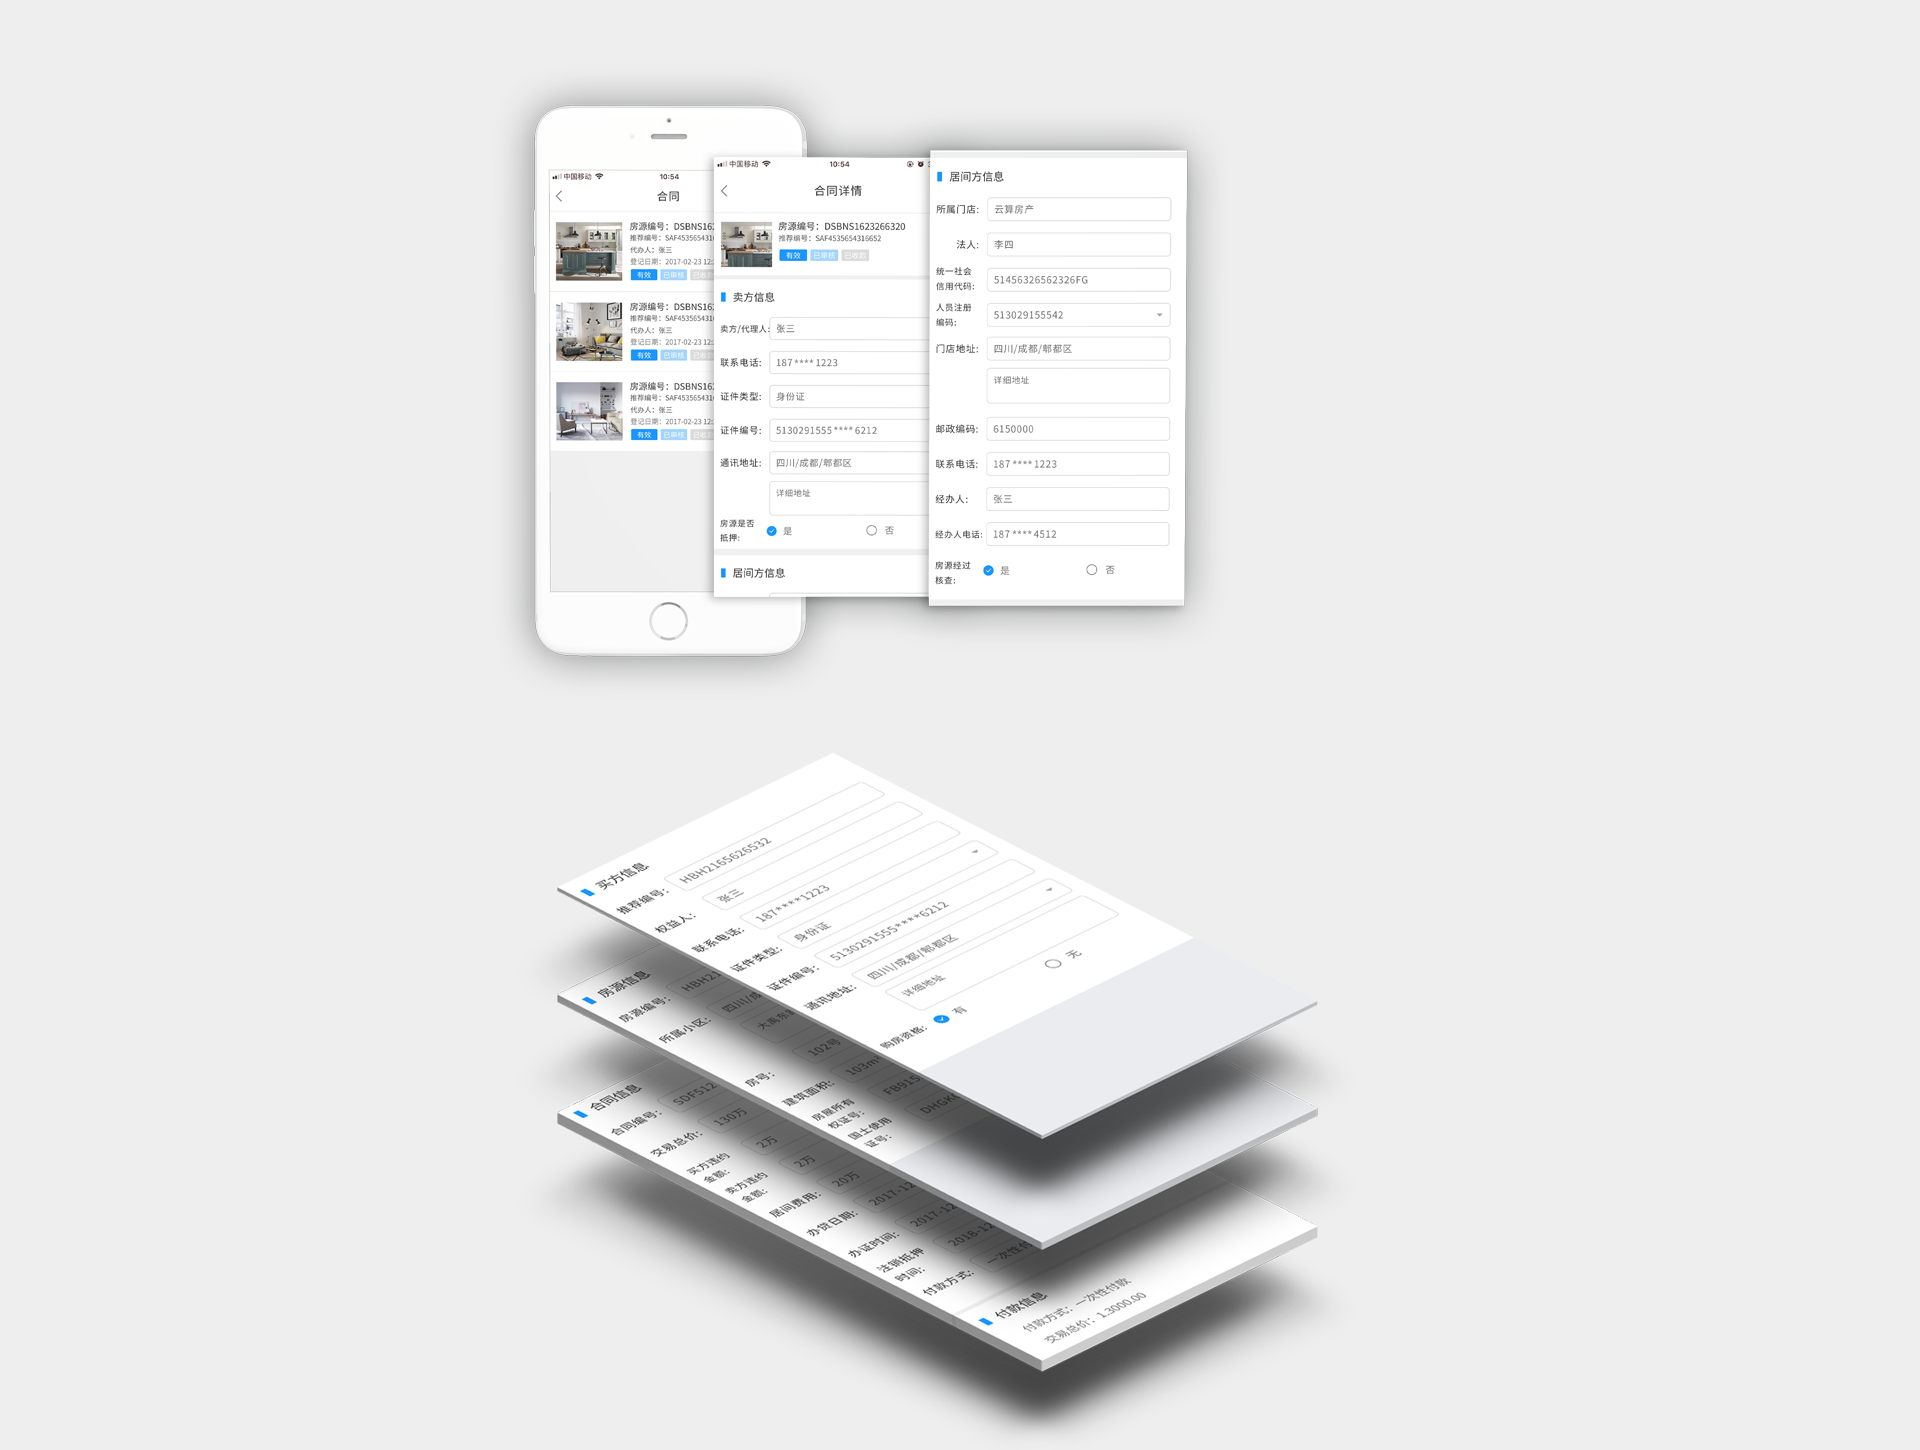 中国移动
10:54
合同
房源编号：DSBNS162
推荐编号：SAF453565431
代办人：张三
登记日期：2017-02-23 12:
有效 已审核 已收款
房源编号：DSBNS162
推荐编号：SAF453565431
代办人：张三
登记日期：2017-02-23 12:
有效 已审核 已收款
房源编号：DSBNS162
推荐编号：SAF453565431
代办人：张三
登记日期：2017-02-23 12:
有效 已审核 已收款
中国移动
10:54
合同详情
房源编号：DSBNS1623266320
推荐编号：SAF4535654316652
有效 已审核 已收款
卖方信息
卖方/代理人: 张三
联系电话: 187****1223
证件类型: 身份证
证件编号: 5130291555****6212
通讯地址: 四川/成都/郫都区
详细地址
房源是否
抵押: 是 否
居间方信息
居间方信息
所属门店: 云算房产
法人: 李四
统一社会
信用代码: 51456326562326FG
人员注册
编码: 513029155542
门店地址: 四川/成都/郫都区
详细地址
邮政编码: 6150000
联系电话: 187****1223
经办人: 张三
经办人电话: 187****4512
房源经过
核查: 是 否
买方信息
推荐编号: HBH2165626532
权益人: 张三
联系电话: 187****1223
证件类型: 身份证
证件编号: 5130291555****6212
通讯地址: 四川/成都/郫都区
详细地址
购房资格: 有 无
房源信息
房源编号: HBH21
所属小区: 四川/成
大禹东
房号: 102号
建筑面积: 103m²
房屋所有
权证号: FB915
国土使用
证号: DHGK
合同信息
合同编号: SDF512
交易总价: 130万
买方违约
金额: 2万
卖方违约
金额: 2万
居间费用: 20万
办贷日期: 2017-12
办证时间: 2017-12
注销抵押
时间: 2018-12
付款方式: 一次性付
付款信息
付款方式: 一次性付款
交易总价: 1.3000.00